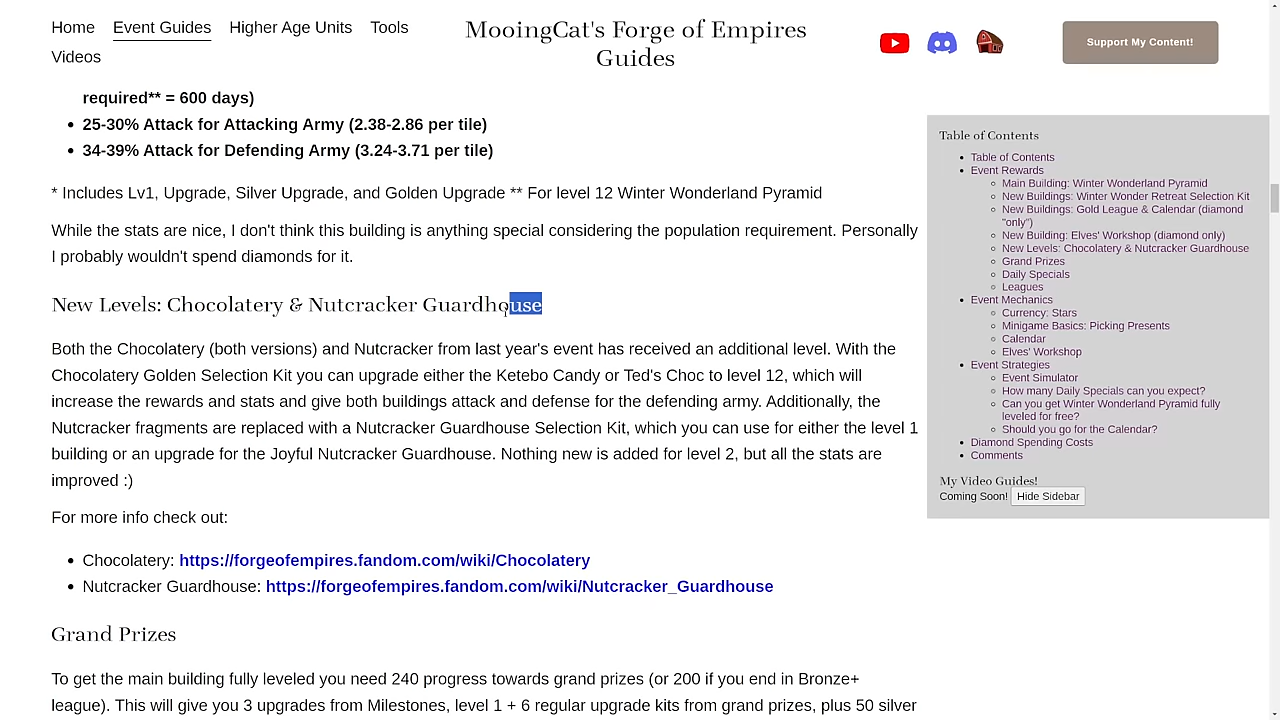 Home Event Guides Higher Age Units Tools
Videos
MooingCat's Forge of Empires
Guides
Support My Content!
required** = 600 days)
• 25-30% Attack for Attacking Army (2.38-2.86 per tile)
• 34-39% Attack for Defending Army (3.24-3.71 per tile)
* Includes Lv1, Upgrade, Silver Upgrade, and Golden Upgrade ** For level 12 Winter Wonderland Pyramid
While the stats are nice, I don't think this building is anything special considering the population requirement. Personally
I probably wouldn't spend diamonds for it.
New Levels: Chocolatery & Nutcracker Guardhouse
Both the Chocolatery (both versions) and Nutcracker from last year's event has received an additional level. With the
Chocolatery Golden Selection Kit you can upgrade either the Ketebo Candy or Ted's Choc to level 12, which will
increase the rewards and stats and give both buildings attack and defense for the defending army. Additionally, the
Nutcracker fragments are replaced with a Nutcracker Guardhouse Selection Kit, which you can use for either the level 1
building or an upgrade for the Joyful Nutcracker Guardhouse. Nothing new is added for level 2, but all the stats are
improved :)
For more info check out:
• Chocolatery: https://forgeofempires.fandom.com/wiki/Chocolatery
• Nutcracker Guardhouse: https://forgeofempires.fandom.com/wiki/Nutcracker_Guardhouse
Grand Prizes
To get the main building fully leveled you need 240 progress towards grand prizes (or 200 if you end in Bronze+
league). This will give you 3 upgrades from Milestones, level 1 + 6 regular upgrade kits from grand prizes, plus 50 silver
Table of Contents
• Table of Contents
• Event Rewards
○ Main Building: Winter Wonderland Pyramid
○ New Buildings: Winter Wonder Retreat Selection Kit
○ New Buildings: Gold League & Calendar (diamond
"only")
○ New Building: Elves' Workshop (diamond only)
○ New Levels: Chocolatery & Nutcracker Guardhouse
○ Grand Prizes
○ Daily Specials
○ Leagues
• Event Mechanics
○ Currency: Stars
○ Minigame Basics: Picking Presents
○ Calendar
○ Elves' Workshop
• Event Strategies
○ Event Simulator
○ How many Daily Specials can you expect?
○ Can you get Winter Wonderland Pyramid fully
leveled for free?
○ Should you go for the Calendar?
• Diamond Spending Costs
• Comments
My Video Guides!
Coming Soon! Hide Sidebar